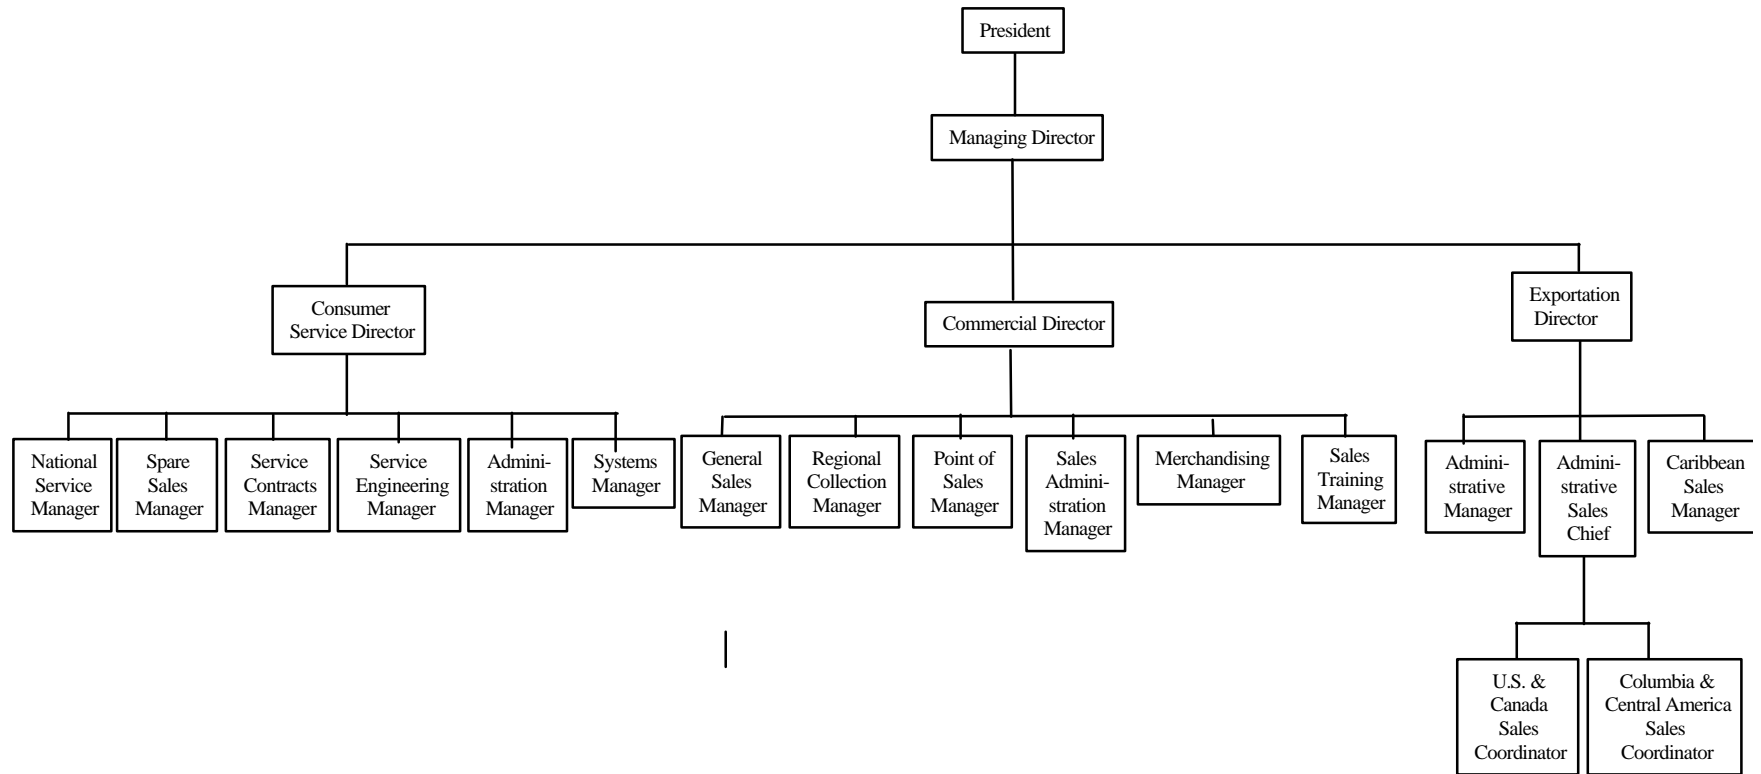 President
Managing Director
Consumer
Service Director
Commercial Director
Exportation
Director
National
Service
Manager
Spare
Sales
Manager
Service
Contracts
Manager
Service
Engineering
Manager
Admini-
stration
Manager
Systems
Manager
General
Sales
Manager
Regional
Collection
Manager
Point of
Sales
Manager
Sales
Admini-
stration
Manager
Merchandising
Manager
Sales
Training
Manager
Admini-
strative
Manager
Admini-
strative
Sales
Chief
Caribbean
Sales
Manager
U.S. &
Canada
Sales
Coordinator
Columbia &
Central America
Sales
Coordinator